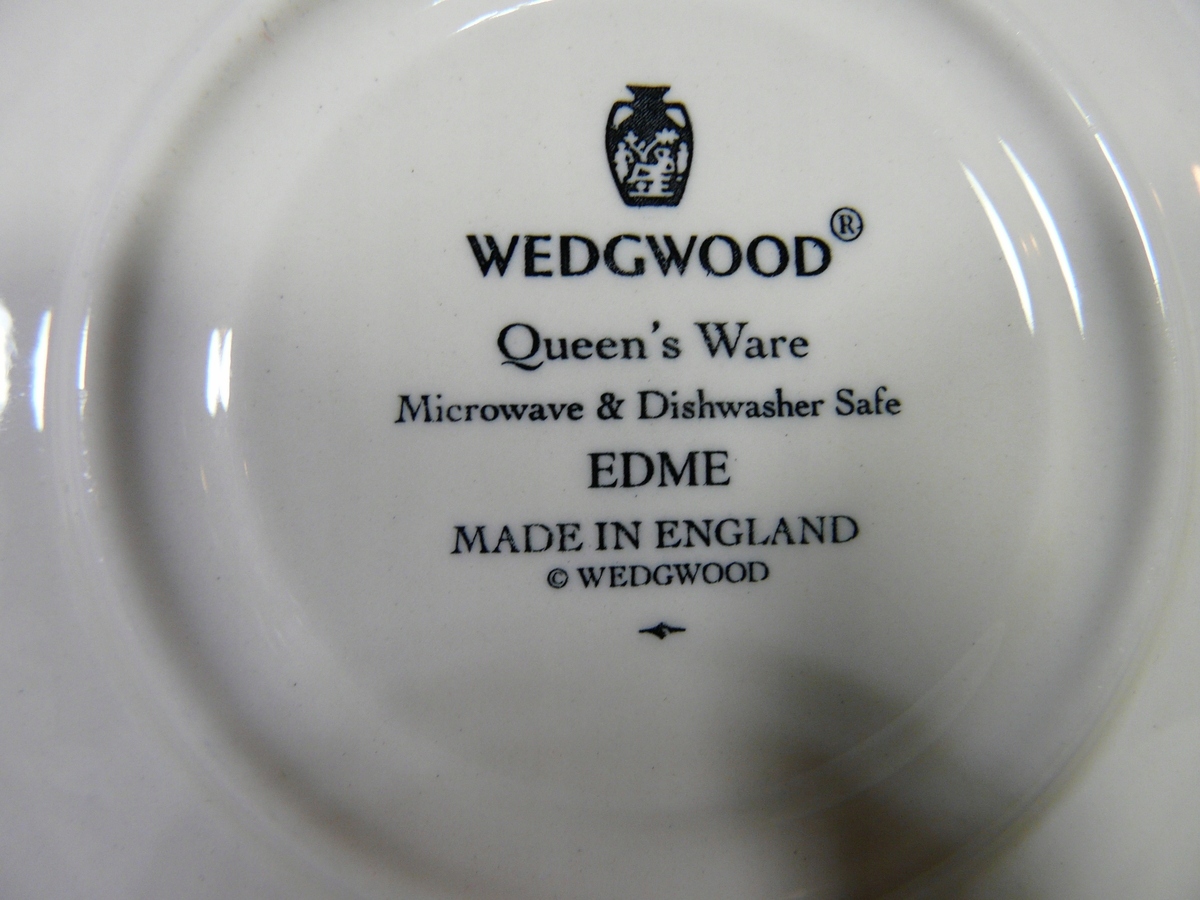 WEDGWOOD®
Queen's Ware
Microwave & Dishwasher Safe
EDME
MADE IN ENGLAND
© WEDGWOOD